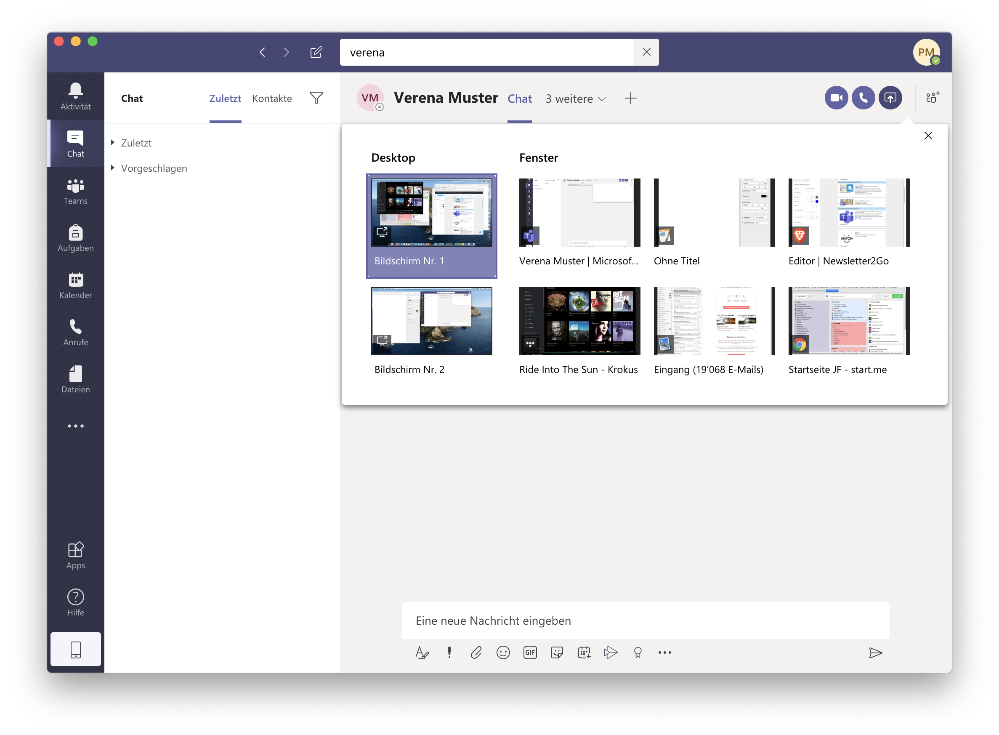 verena
PM
Aktivität
Chat
Teams
Aufgaben
Kalender
Anrufe
Dateien
Apps
Hilfe
Chat
Zuletzt
Kontakte
Zuletzt
Vorgeschlagen
VM
Verena Muster
Chat
3 weitere
Desktop
Fenster
Bildschirm Nr. 1
Verena Muster | Microsof...
Ohne Titel
Editor | Newsletter2Go
ANTON
Bildschirm Nr. 2
Ride Into The Sun - Krokus
Eingang (19’068 E-Mails)
Startseite JF - start.me
Eine neue Nachricht eingeben
GIF